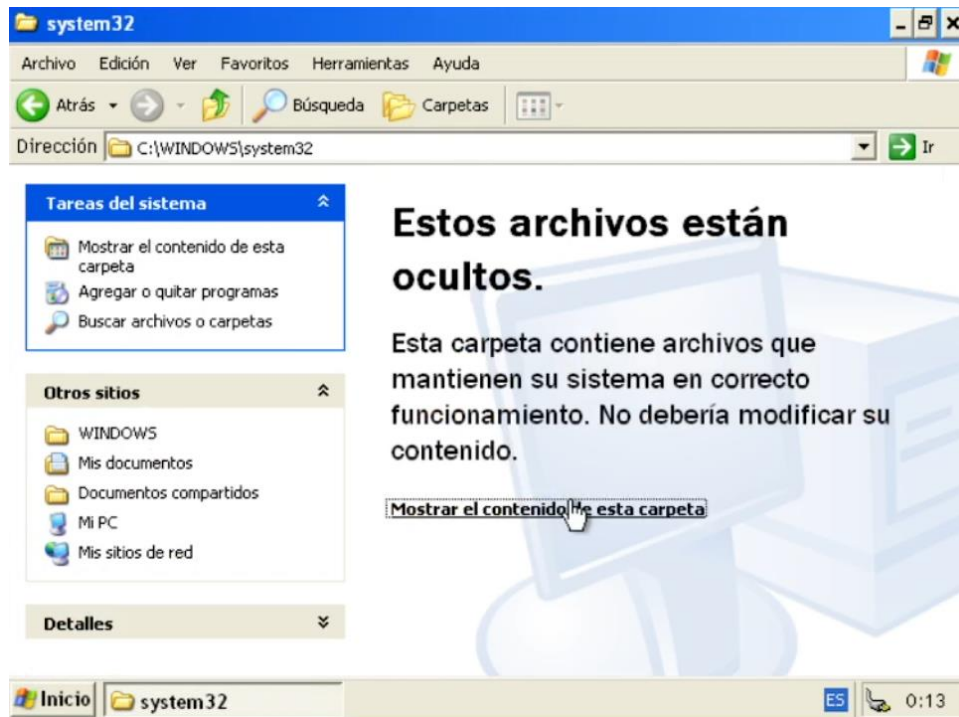 system32
Archivo Edición Ver Favoritos Herramientas Ayuda
Atrás Búsqueda Carpetas
Dirección C:\WINDOWS\system32 Ir
Tareas del sistema
Mostrar el contenido de esta
carpeta
Agregar o quitar programas
Buscar archivos o carpetas
Otros sitios
WINDOWS
Mis documentos
Documentos compartidos
Mi PC
Mis sitios de red
Detalles
Estos archivos están
ocultos.
Esta carpeta contiene archivos que
mantienen su sistema en correcto
funcionamiento. No debería modificar su
contenido.
Mostrar el contenido de esta carpeta
Inicio system32 ES 0:13